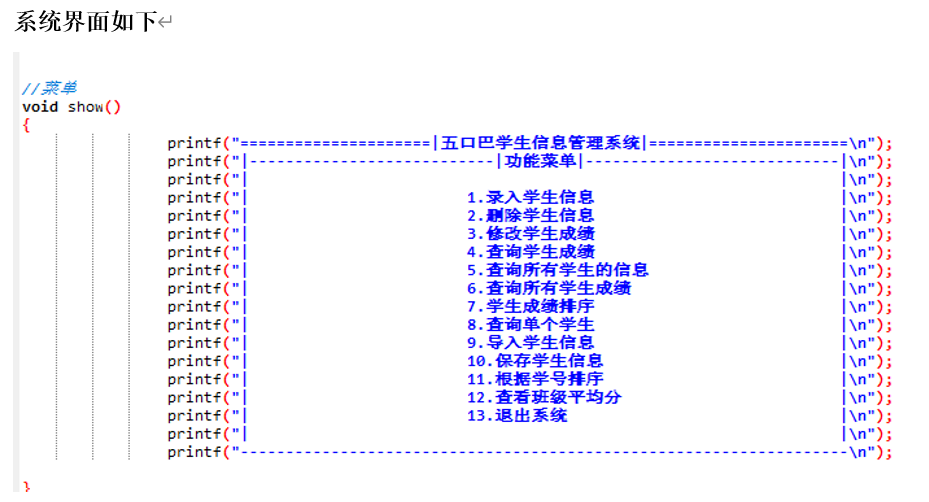 系统界面如下↵
//菜单
void show()
{
printf("=====================|五口巴学生信息管理系统|======================\n");
printf("|---------------------------|功能菜单|----------------------------|\n");
printf("|                                                                  |\n");
printf("|                        1.录入学生信息                           |\n");
printf("|                        2.删除学生信息                           |\n");
printf("|                        3.修改学生成绩                           |\n");
printf("|                        4.查询学生成绩                           |\n");
printf("|                        5.查询所有学生的信息                     |\n");
printf("|                        6.查询所有学生成绩                       |\n");
printf("|                        7.学生成绩排序                           |\n");
printf("|                        8.查询单个学生                           |\n");
printf("|                        9.导入学生信息                           |\n");
printf("|                        10.保存学生信息                          |\n");
printf("|                        11.根据学号排序                          |\n");
printf("|                        12.查看班级平均分                        |\n");
printf("|                        13.退出系统                              |\n");
printf("|                                                                  |\n");
printf("-------------------------------------------------------------------\n");
}